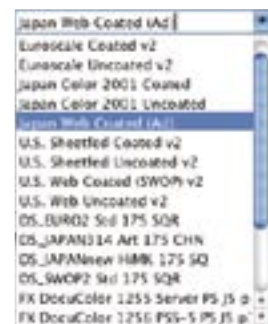 Japan Web Coated (Ad
Euroscale Coated v2
Euroscale Uncoated v2
Japan Color 2001 Coated
Japan Color 2001 Uncoated
Japan Web Coated (Ad)
U.S. Sheetfed Coated v2
U.S. Sheetfed Uncoated v2
U.S. Web Coated (SWOP) v2
U.S. Web Uncoated v2
DS_EURO2 Std 175 SQR
DS_JAPAN314 Art 175 CHN
DS_JAPANnew HiMK 175 SQ
DS_SWOP2 Std 175 SQR
FX DocuColor 1255 Server PS JS p
FX DocuColor 1256 PSS-5 PS JS p